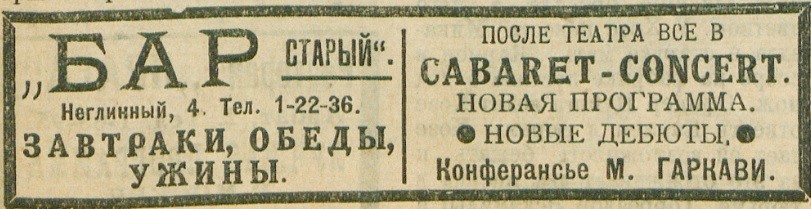 „БАР СТАРЫЙ“.
Неглинный, 4. Тел. 1-22-36.
ЗАВТРАКИ, ОБЕДЫ,
УЖИНЫ.
ПОСЛЕ ТЕАТРА ВСЕ В
CABARET-CONCERT.
НОВАЯ ПРОГРАММА.
● НОВЫЕ ДЕБЮТЫ ●
Конферансье М. ГАРКАВИ.